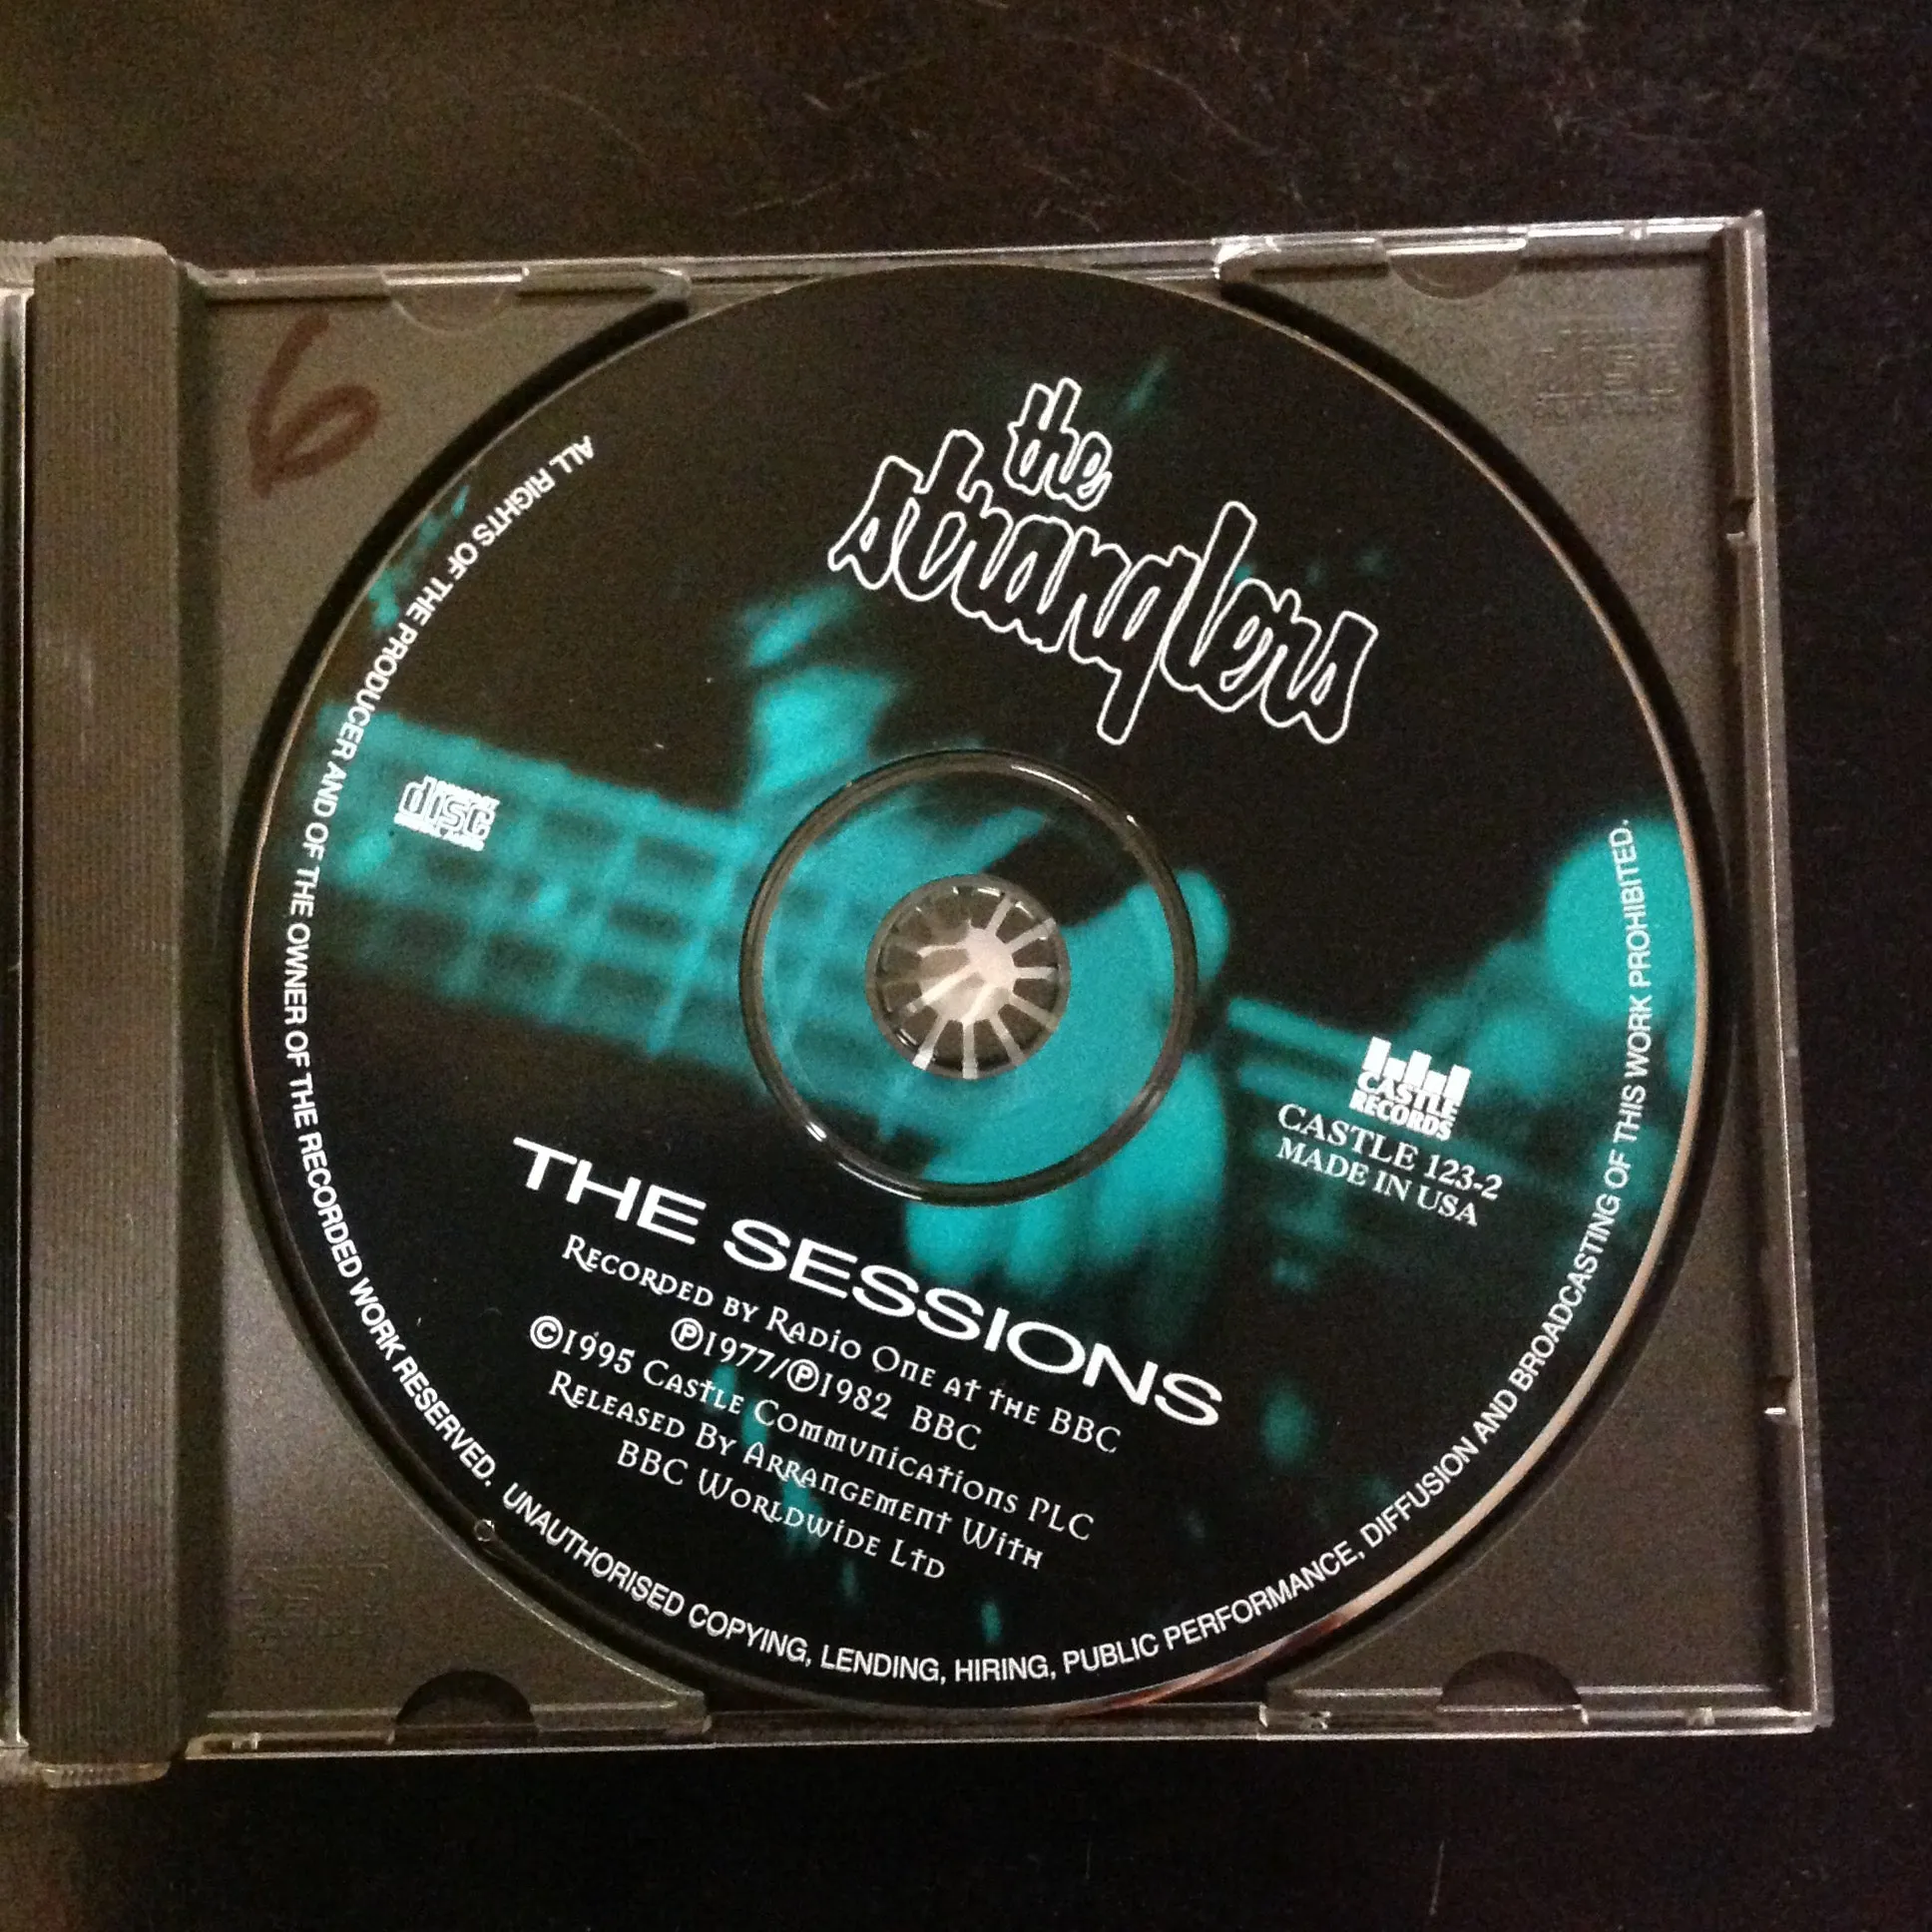 6
the
stranglers
COMPACT
disc
DIGITAL AUDIO
CASTLE
RECORDS
CASTLE 123-2
MADE IN USA
THE SESSIONS
Recorded by Radio One at the BBC
℗1977/℗1982 BBC
©1995 Castle Communications PLC
Released By Arrangement With
BBC Worldwide Ltd
ALL RIGHTS OF THE PRODUCER AND OF THE OWNER OF THE RECORDED WORK RESERVED. UNAUTHORISED COPYING, LENDING, HIRING, PUBLIC PERFORMANCE, DIFFUSION AND BROADCASTING OF THIS WORK PROHIBITED.